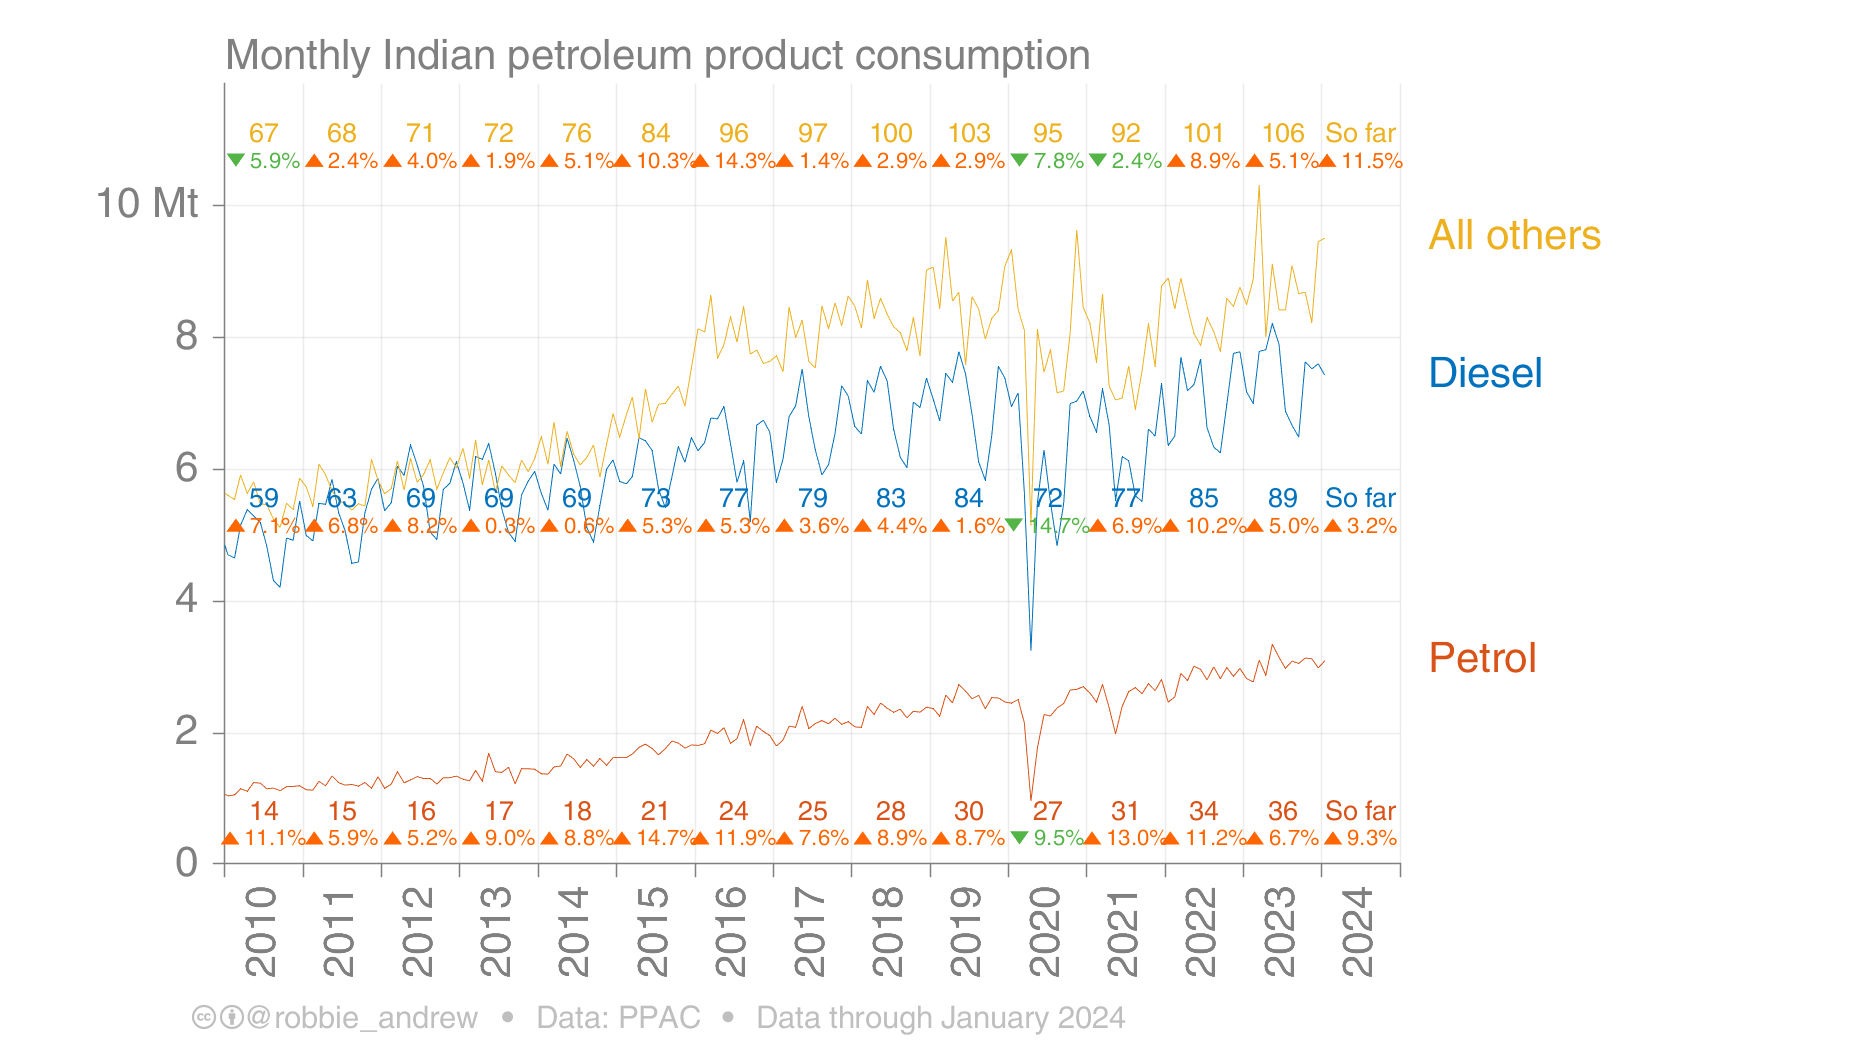 Monthly Indian petroleum product consumption
67 68 71 72 76 84 96 97 100 103 95 92 101 106 So far
▼ 5.9% ▲ 2.4% ▲ 4.0% ▲ 1.9% ▲ 5.1% ▲ 10.3% ▲ 14.3% ▲ 1.4% ▲ 2.9% ▲ 2.9% ▼ 7.8% ▼ 2.4% ▲ 8.9% ▲ 5.1% ▲ 11.5%
10 Mt
All others
8
Diesel
6
59 63 69 69 69 73 77 79 83 84 72 77 85 89 So far
▲ 7.1% ▲ 6.8% ▲ 8.2% ▲ 0.3% ▲ 0.6% ▲ 5.3% ▲ 5.3% ▲ 3.6% ▲ 4.4% ▲ 1.6% ▼ 14.7% ▲ 6.9% ▲ 10.2% ▲ 5.0% ▲ 3.2%
4
Petrol
2
14 15 16 17 18 21 24 25 28 30 27 31 34 36 So far
▲ 11.1% ▲ 5.9% ▲ 5.2% ▲ 9.0% ▲ 8.8% ▲ 14.7% ▲ 11.9% ▲ 7.6% ▲ 8.9% ▲ 8.7% ▼ 9.5% ▲ 13.0% ▲ 11.2% ▲ 6.7% ▲ 9.3%
0
2010 2011 2012 2013 2014 2015 2016 2017 2018 2019 2020 2021 2022 2023 2024
@robbie_andrew • Data: PPAC • Data through January 2024